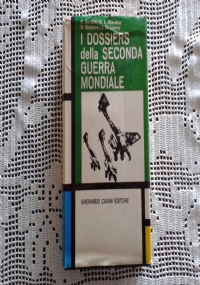 I DOSSIERS
della SECONDA
GUERRA
MONDIALE
GHERARDO CASINI EDITORE